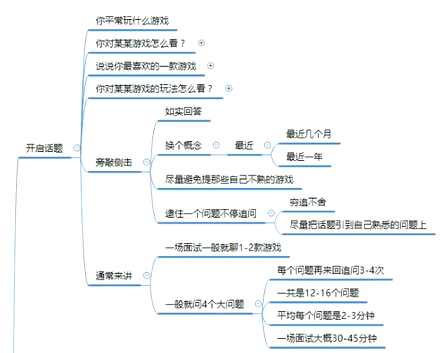 你平常玩什么游戏
你对某某游戏怎么看？
说说你最喜欢的一款游戏
你对某某游戏的玩法怎么看？
开启话题
旁敲侧击
如实回答
换个概念
最近
最近几个月
最近一年
尽量避免提那些自己不熟的游戏
逮住一个问题不停追问
穷追不舍
尽量把话题引到自己熟悉的问题上
通常来讲
一场面试一般就聊1-2款游戏
一般就问4个大问题
每个问题再来回追问3-4次
一共是12-16个问题
平均每个问题是2-3分钟
一场面试大概30-45分钟